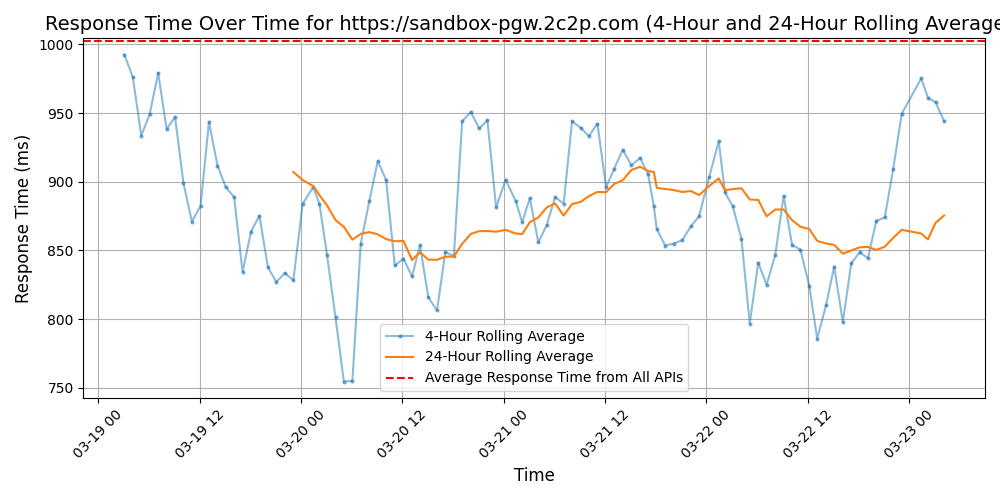 Response Time Over Time for https://sandbox-pgw.2c2p.com (4-Hour and 24-Hour Rolling Average
1000
950
900
850
800
750
Response Time (ms)
4-Hour Rolling Average
24-Hour Rolling Average
Average Response Time from All APIs
03-19 00
03-19 12
03-20 00
03-20 12
03-21 00
03-21 12
03-22 00
03-22 12
03-23 00
Time